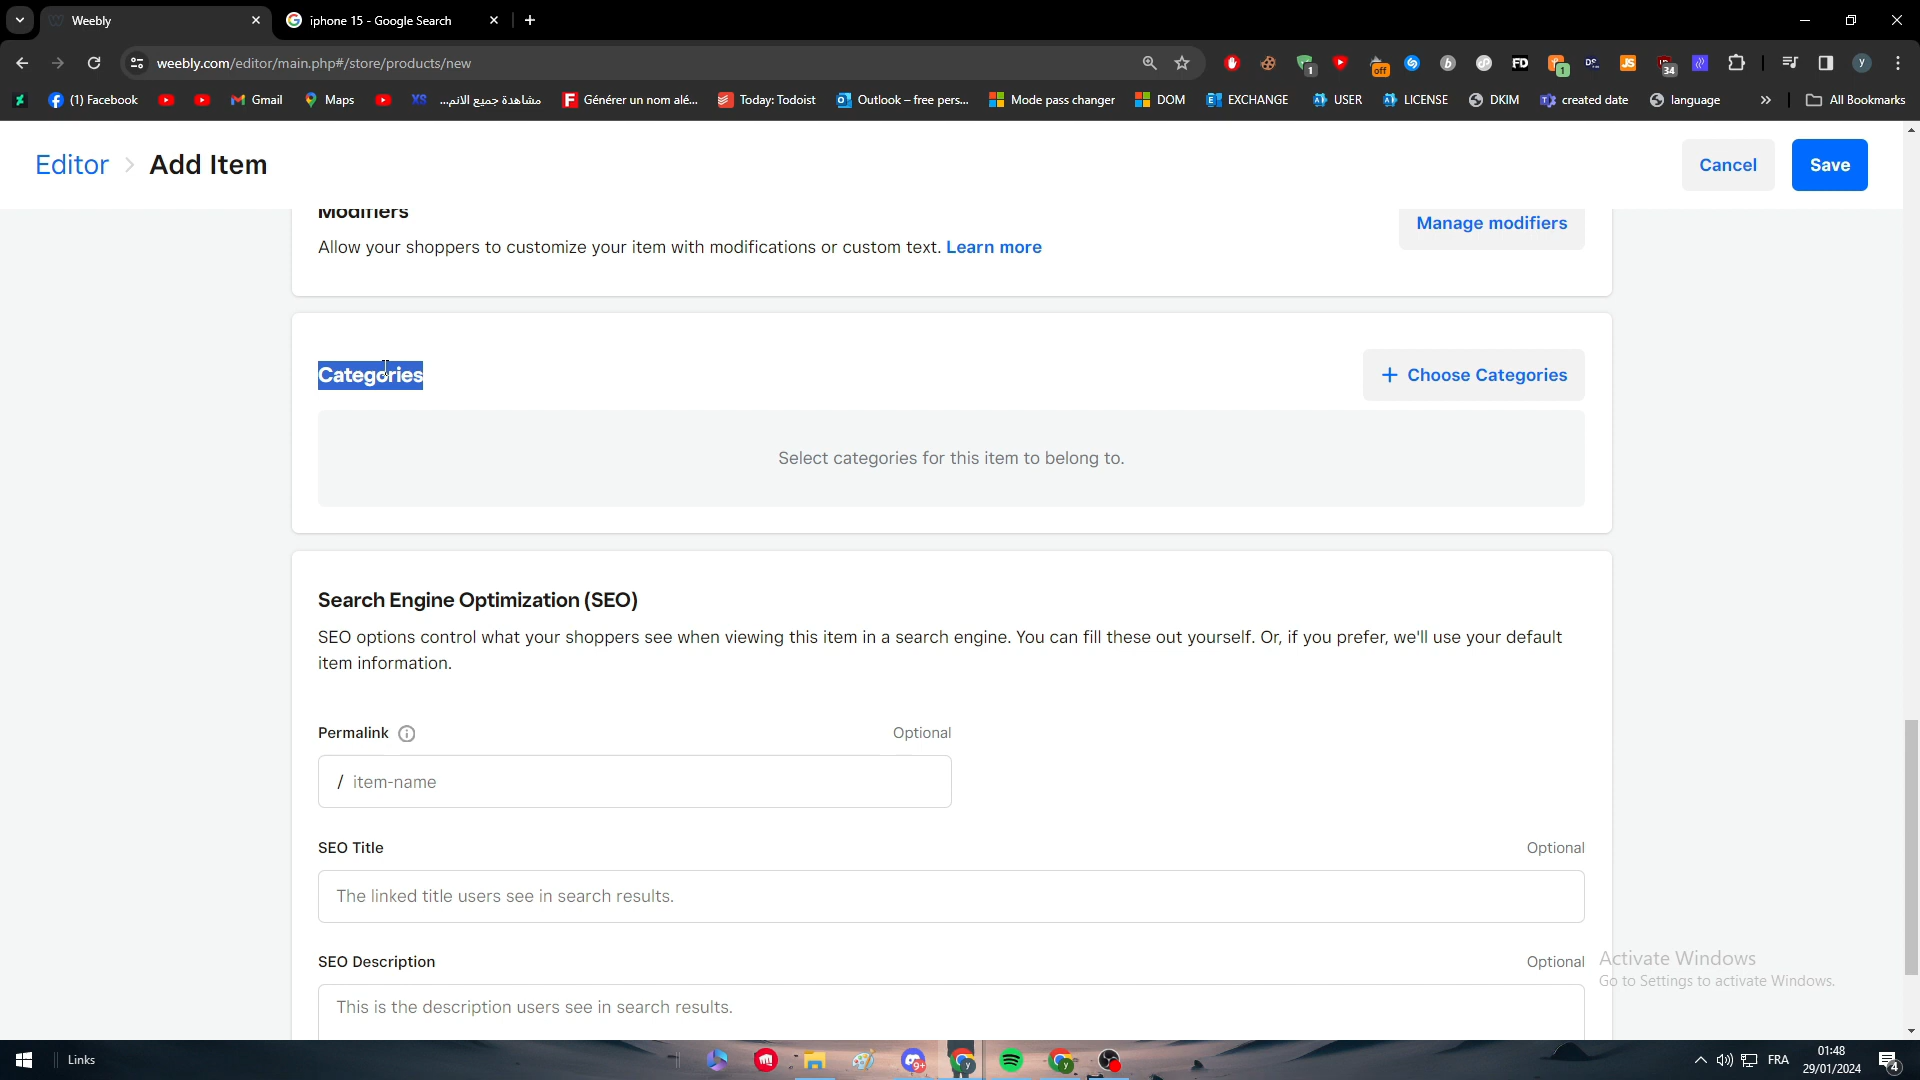 Weebly
iphone 15 - Google Search
weebly.com/editor/main.php#/store/products/new
(1) Facebook
Gmail
Maps
XS
مشاهدة جميع الانم...
Générer un nom alé...
Today: Todoist
Outlook – free pers...
Mode pass changer
DOM
EXCHANGE
USER
LICENSE
DKIM
created date
language
All Bookmarks
Editor > Add Item
Cancel
Save
Modifiers
Manage modifiers
Allow your shoppers to customize your item with modifications or custom text. Learn more
Categories
+ Choose Categories
Select categories for this item to belong to.
Search Engine Optimization (SEO)
SEO options control what your shoppers see when viewing this item in a search engine. You can fill these out yourself. Or, if you prefer, we'll use your default
item information.
Permalink
Optional
/ item-name
SEO Title
Optional
The linked title users see in search results.
SEO Description
Optional
This is the description users see in search results.
Activate Windows
Go to Settings to activate Windows.
Links
FRA
01:48
29/01/2024
4